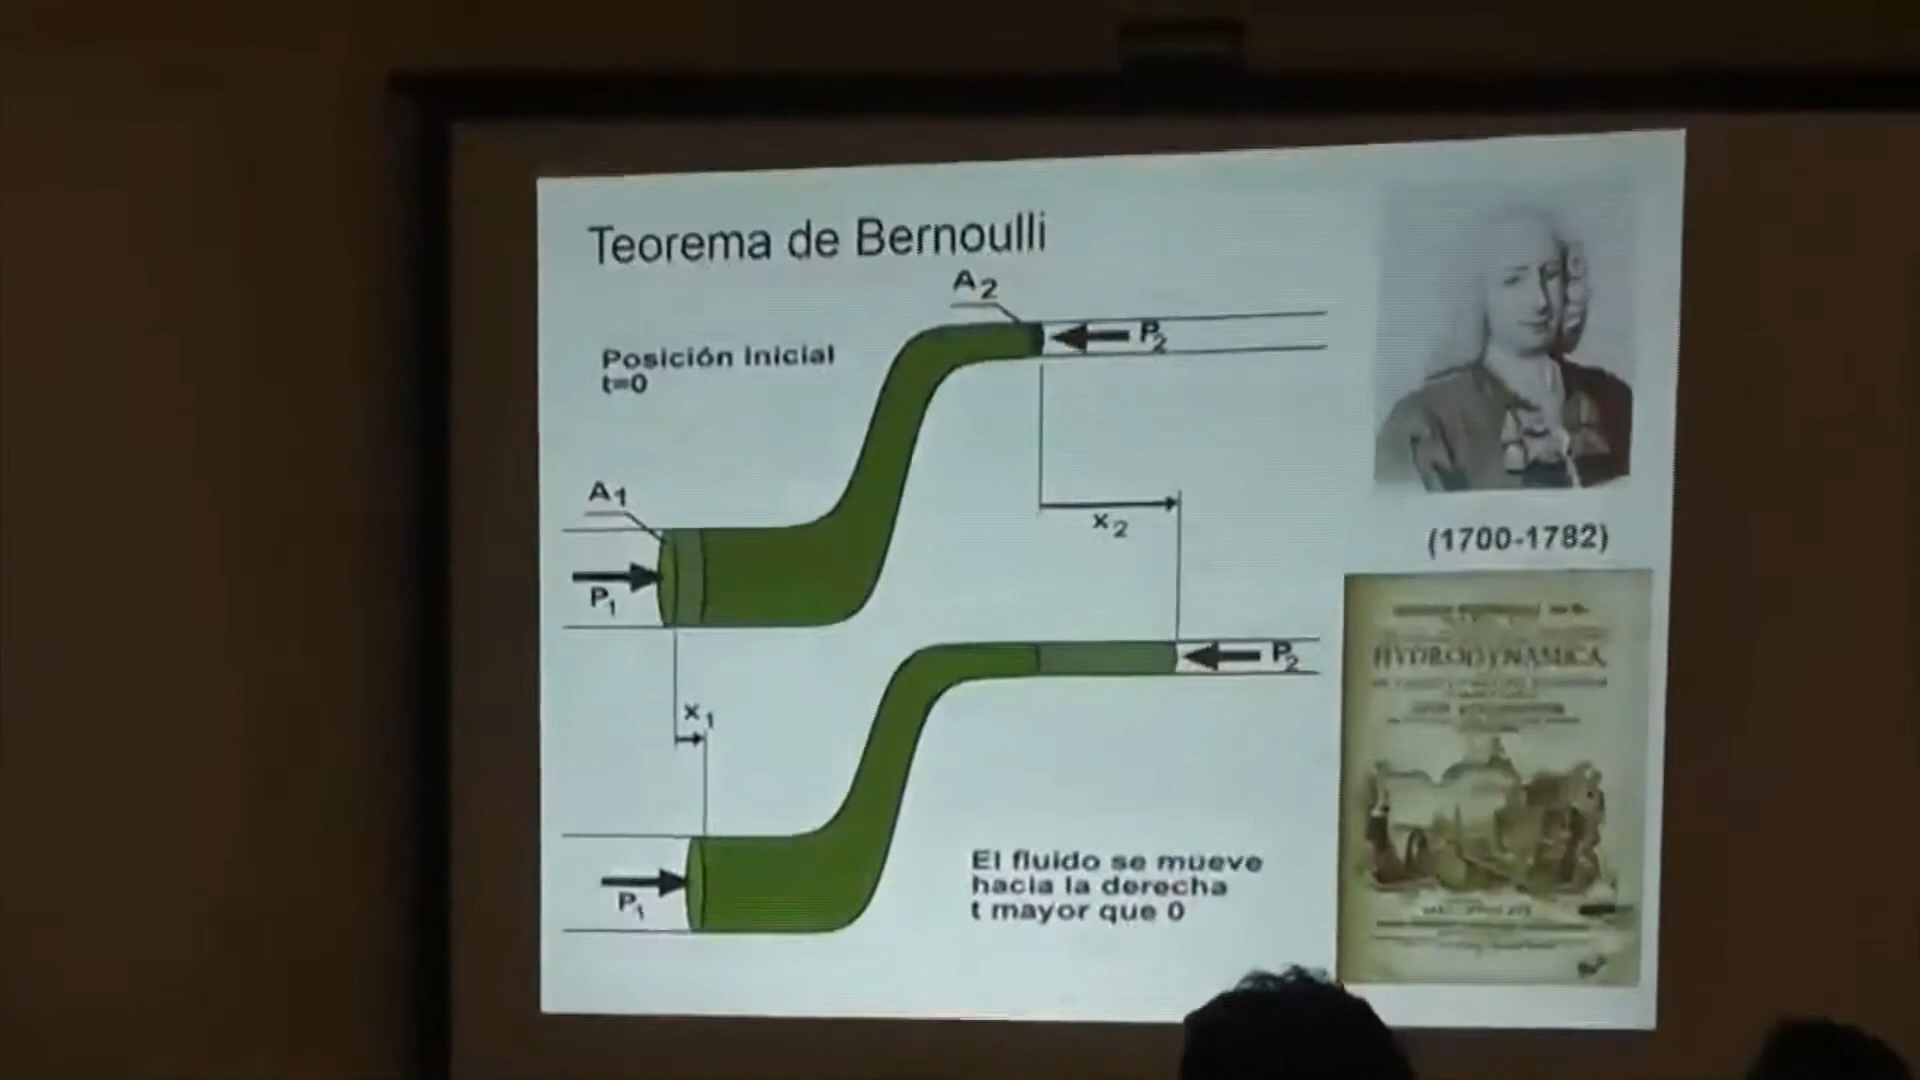 Teorema de Bernoulli
A2
P2
Posición Inicial
t=0
A1
P1
x2
(1700-1782)
P2
HYDRODYNAMICA
x1
P1
El fluido se mueve
hacia la derecha
t mayor que 0